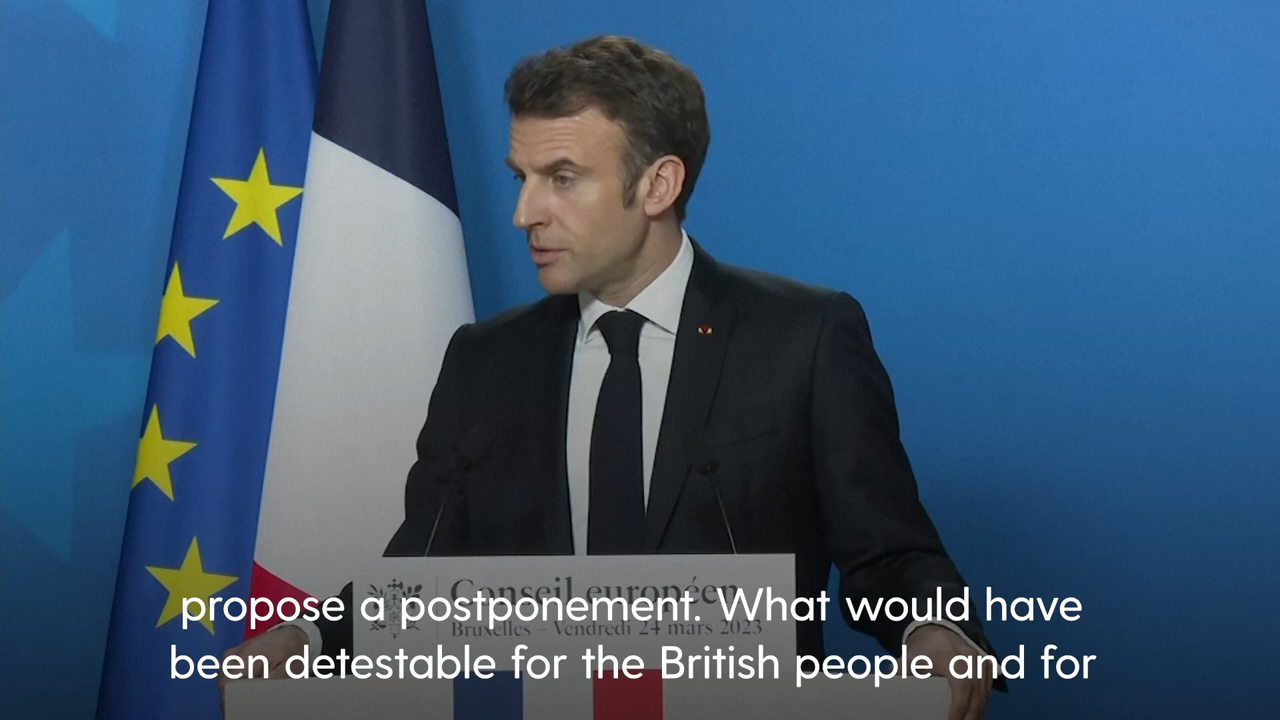 Conseil européen
Bruxelles – Vendredi 24 mars 2023
propose a postponement. What would have
been detestable for the British people and for